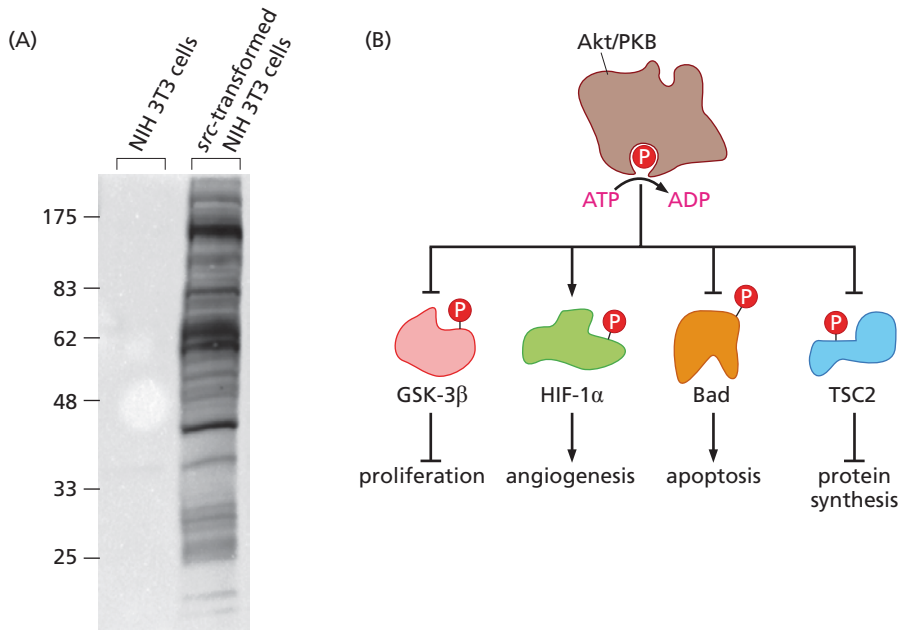 (A)
NIH 3T3 cells
src-transformed
NIH 3T3 cells
175
83
62
48
33
25
(B)
Akt/PKB
P
ATP
ADP
P
P
P
P
GSK-3β
HIF-1α
Bad
TSC2
proliferation
angiogenesis
apoptosis
protein
synthesis